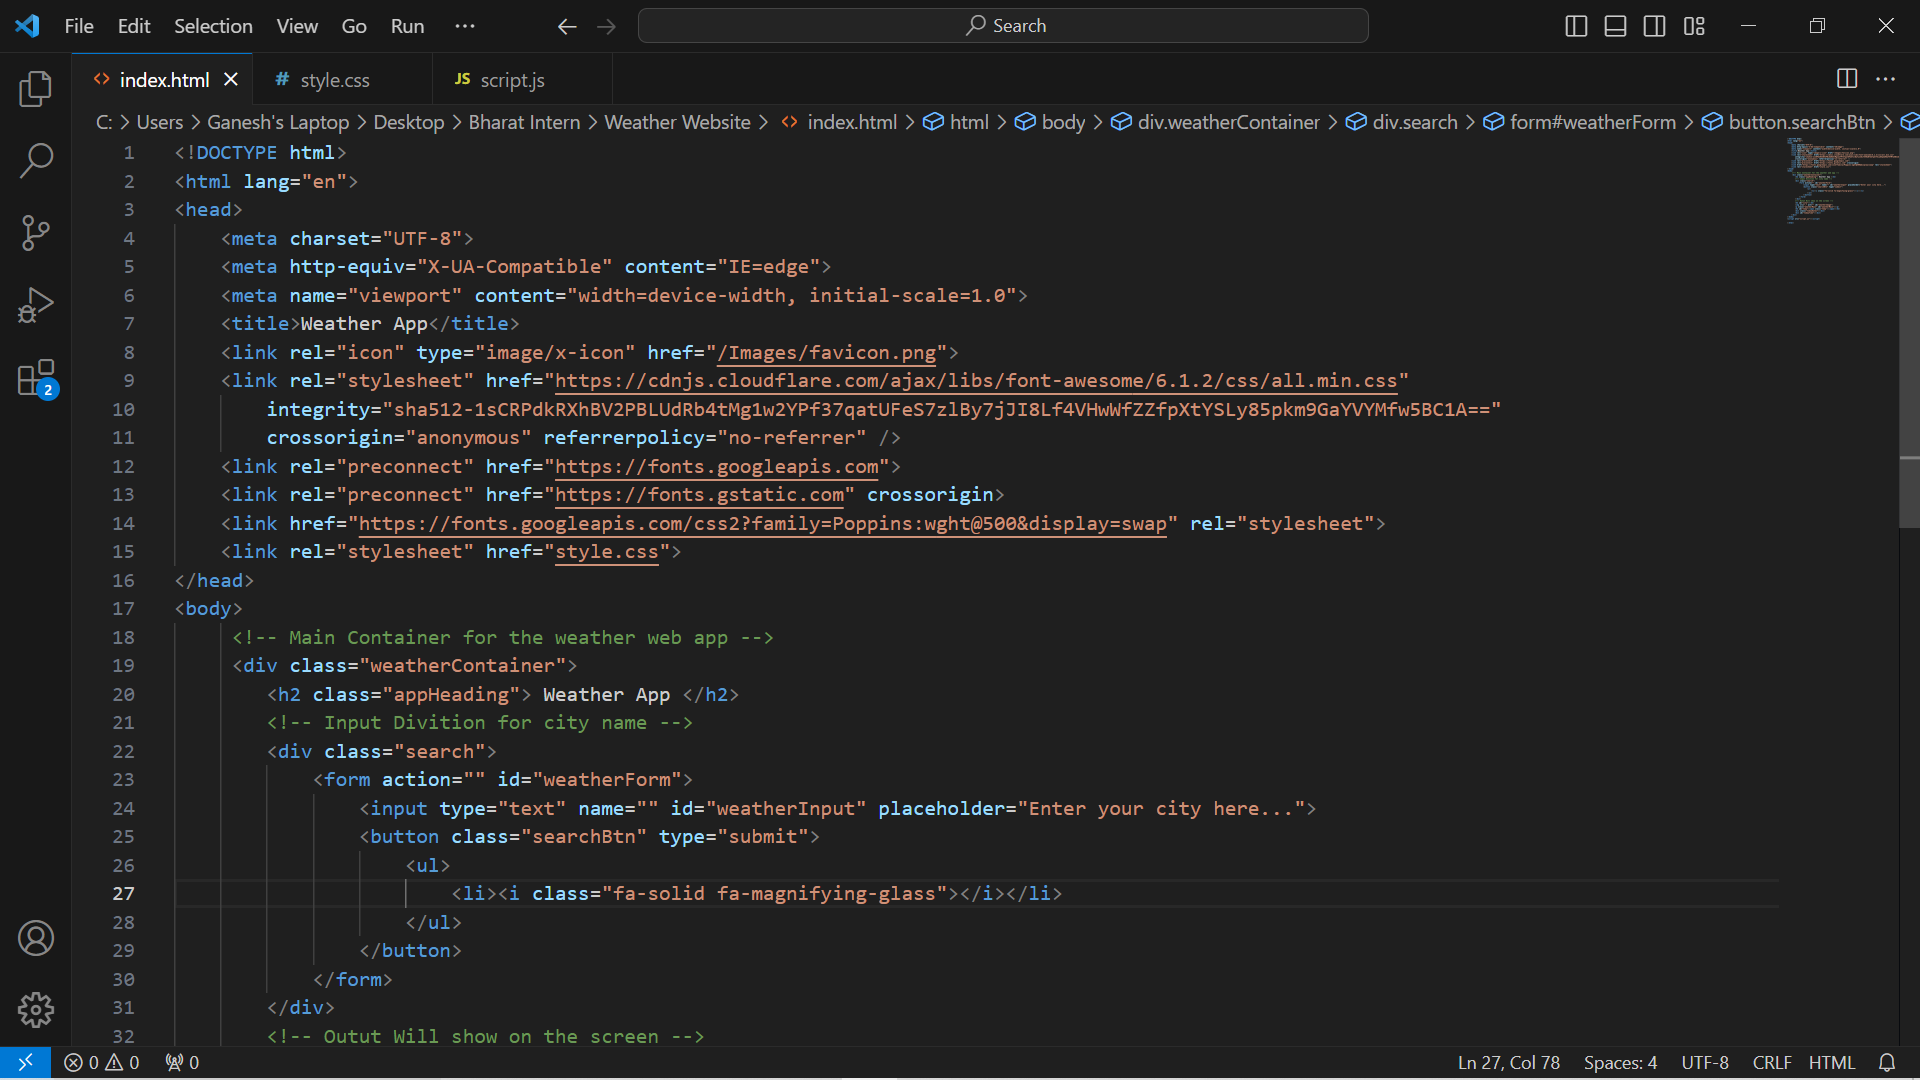 File Edit Selection View Go Run ··· Search
index.html style.css JS script.js
C: > Users > Ganesh's Laptop > Desktop > Bharat Intern > Weather Website > index.html > html > body > div.weatherContainer > div.search > form#weatherForm > button.searchBtn >
1 <!DOCTYPE html>
2 <html lang="en">
3 <head>
4 <meta charset="UTF-8">
5 <meta http-equiv="X-UA-Compatible" content="IE=edge">
6 <meta name="viewport" content="width=device-width, initial-scale=1.0">
7 <title>Weather App</title>
8 <link rel="icon" type="image/x-icon" href="/Images/favicon.png">
9 <link rel="stylesheet" href="https://cdnjs.cloudflare.com/ajax/libs/font-awesome/6.1.2/css/all.min.css"
10 integrity="sha512-1sCRPdkRXhBV2PBLUdRb4tMg1w2YPf37qatUFeS7zlBy7jJI8Lf4VHwWfZZfpXtYSLy85pkm9GaYVYMfw5BC1A=="
11 crossorigin="anonymous" referrerpolicy="no-referrer" />
12 <link rel="preconnect" href="https://fonts.googleapis.com">
13 <link rel="preconnect" href="https://fonts.gstatic.com" crossorigin>
14 <link href="https://fonts.googleapis.com/css2?family=Poppins:wght@500&display=swap" rel="stylesheet">
15 <link rel="stylesheet" href="style.css">
16 </head>
17 <body>
18 <!-- Main Container for the weather web app -->
19 <div class="weatherContainer">
20 <h2 class="appHeading"> Weather App </h2>
21 <!-- Input Divition for city name -->
22 <div class="search">
23 <form action="" id="weatherForm">
24 <input type="text" name="" id="weatherInput" placeholder="Enter your city here...">
25 <button class="searchBtn" type="submit">
26 <ul>
27 <li><i class="fa-solid fa-magnifying-glass"></i></li>
28 </ul>
29 </button>
30 </form>
31 </div>
32 <!-- Outut Will show on the screen -->
2
0 0 0 Ln 27, Col 78 Spaces: 4 UTF-8 CRLF HTML